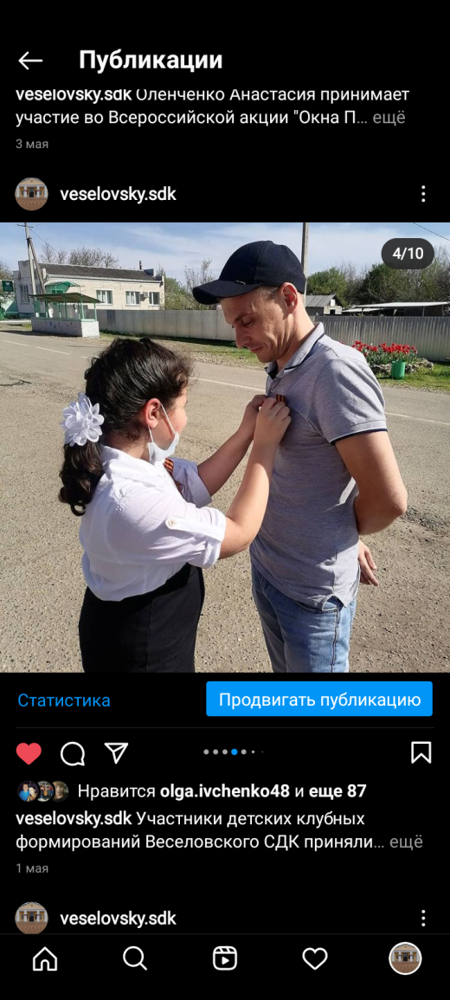 Публикации
veselovsky.sdk Оленченко Анастасия принимает
участие во Всероссийской акции "Окна П... ещё
3 мая
veselovsky.sdk
4/10
Статистика
Продвигать публикацию
Нравится olga.ivchenko48 и еще 87
veselovsky.sdk Участники детских клубных
формирований Веселовского СДК приняли... ещё
1 мая
veselovsky.sdk